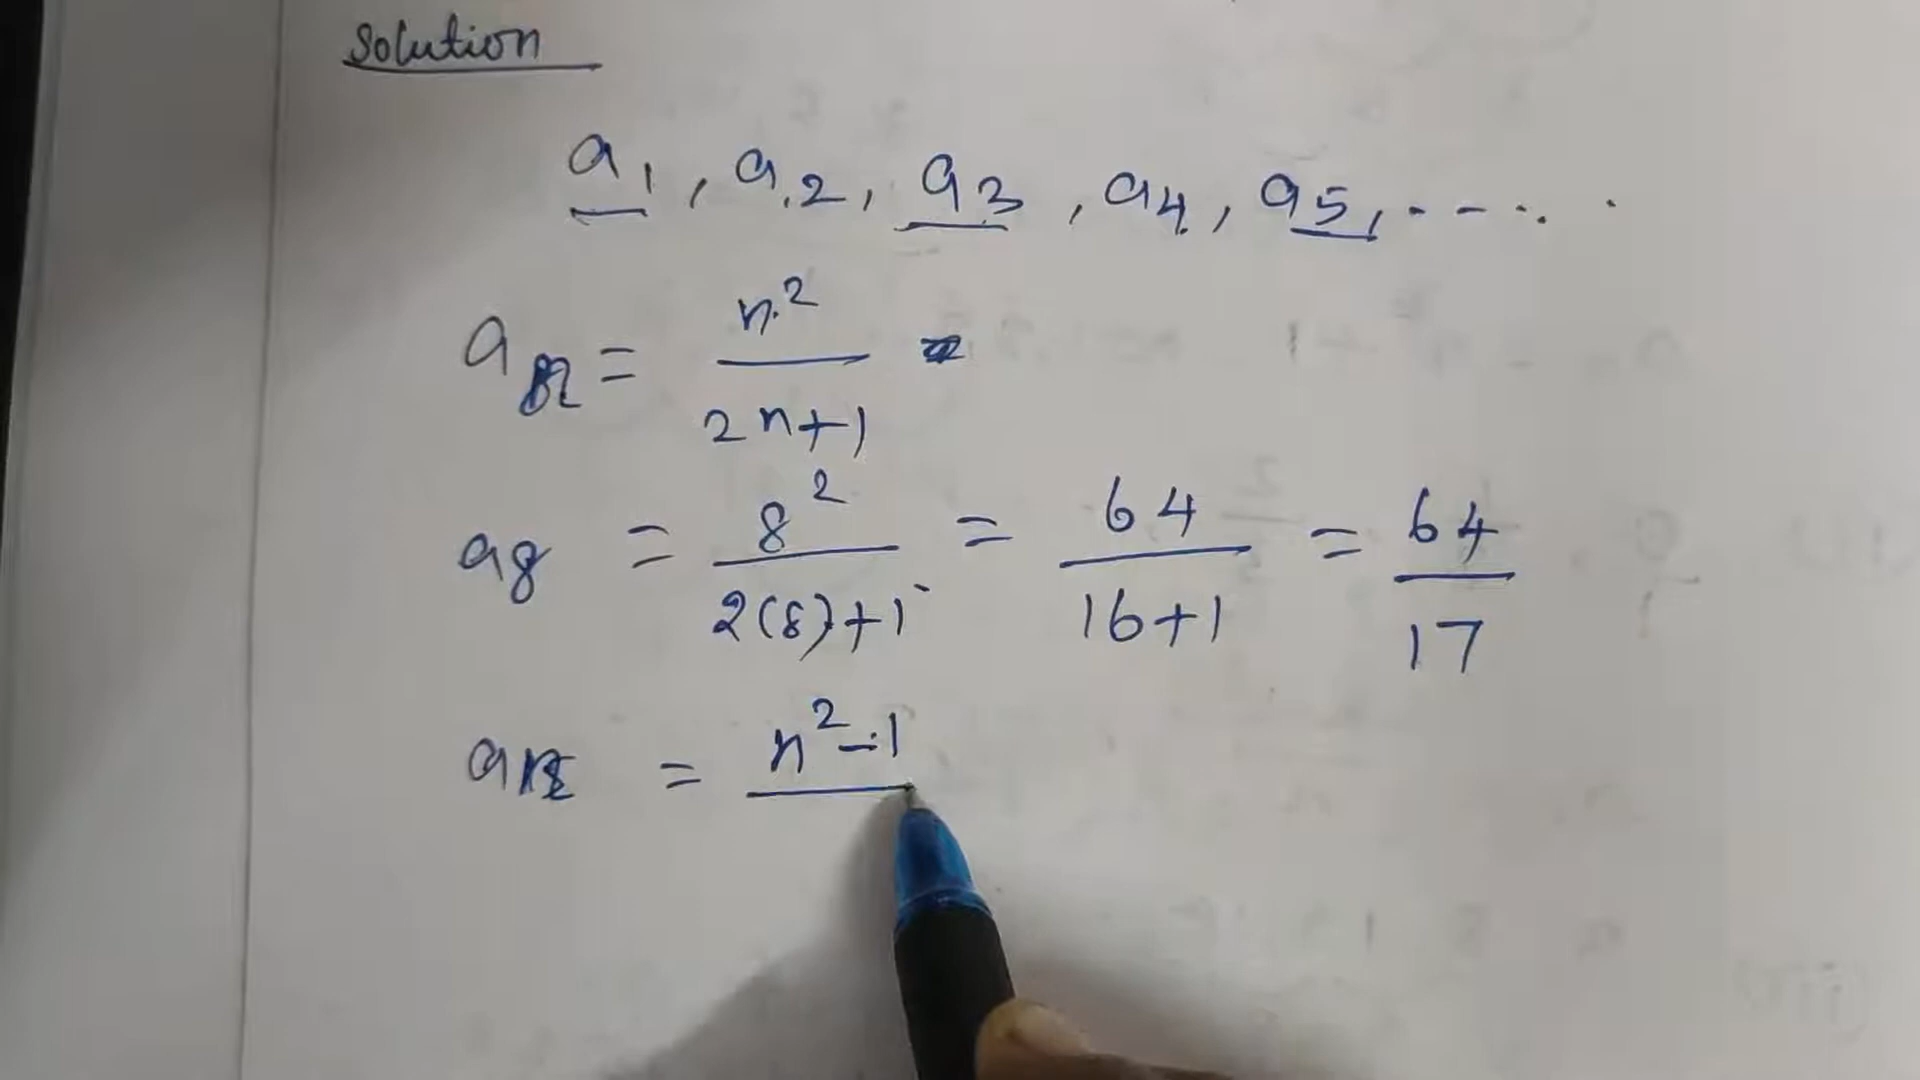 Solution
a1, a2, a3, a4, a5, - - - . .
an = n²/2n+1
a8 = 8²/2(8)+1 = 64/16+1 = 64/17
an = n²-1